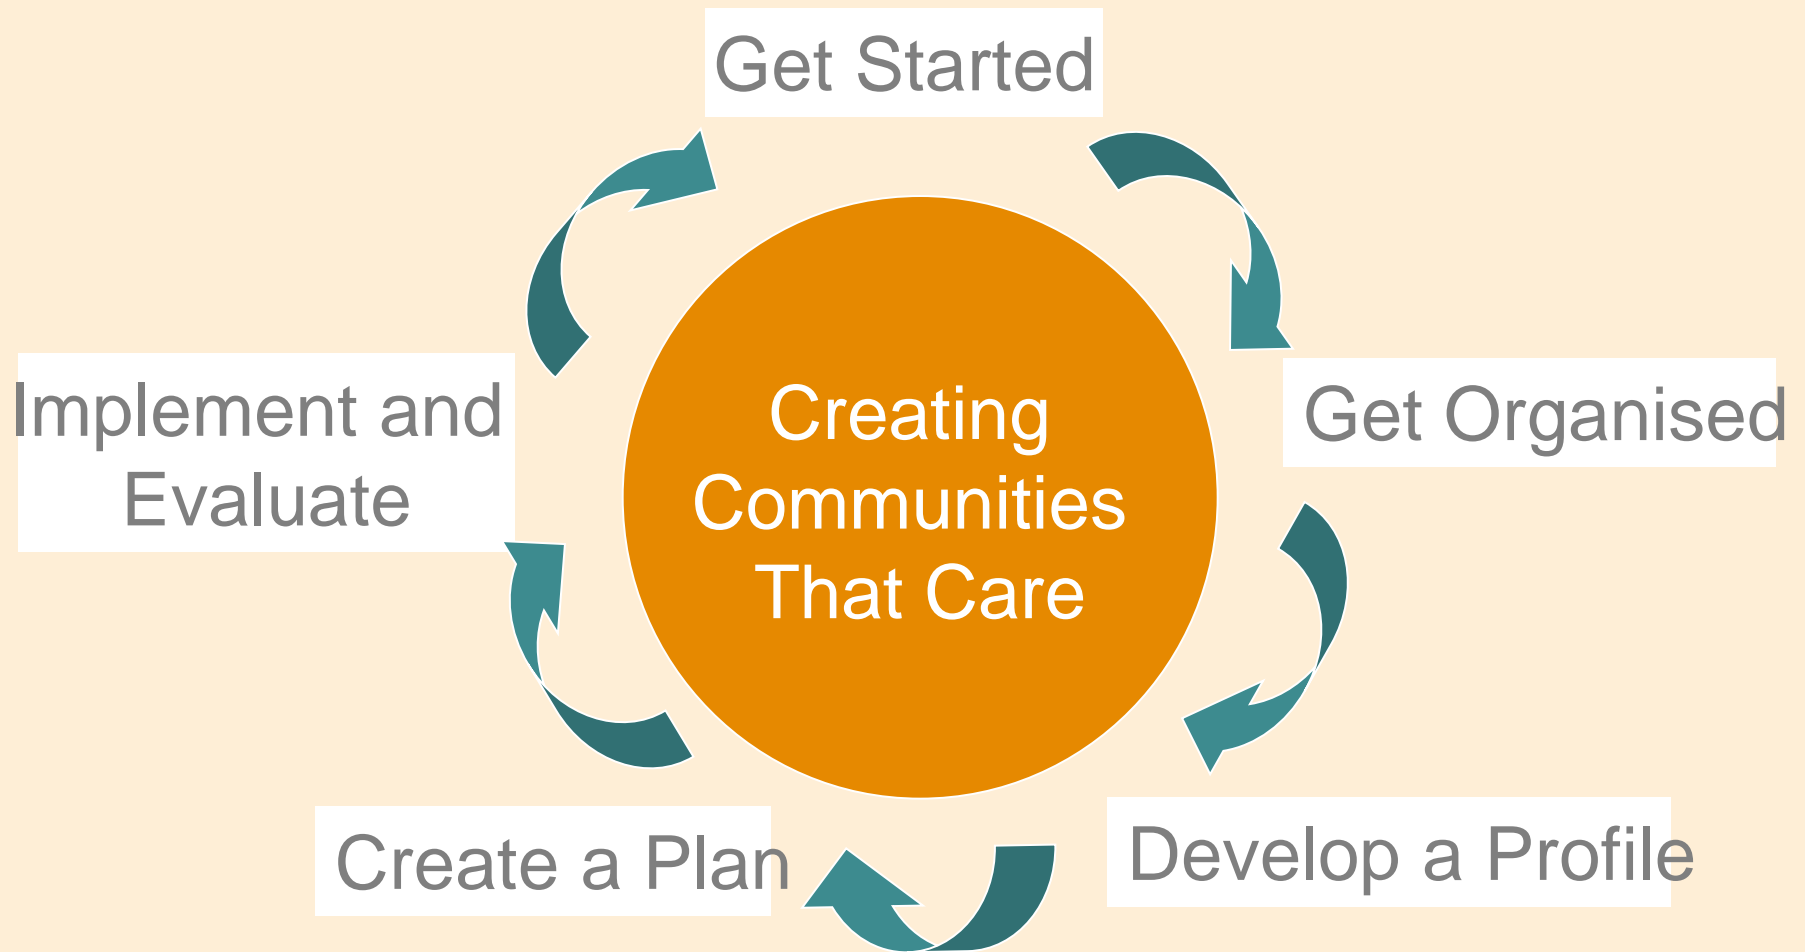 Get Started
Get Organised
Develop a Profile
Create a Plan
Implement and
Evaluate
Creating
Communities
That Care